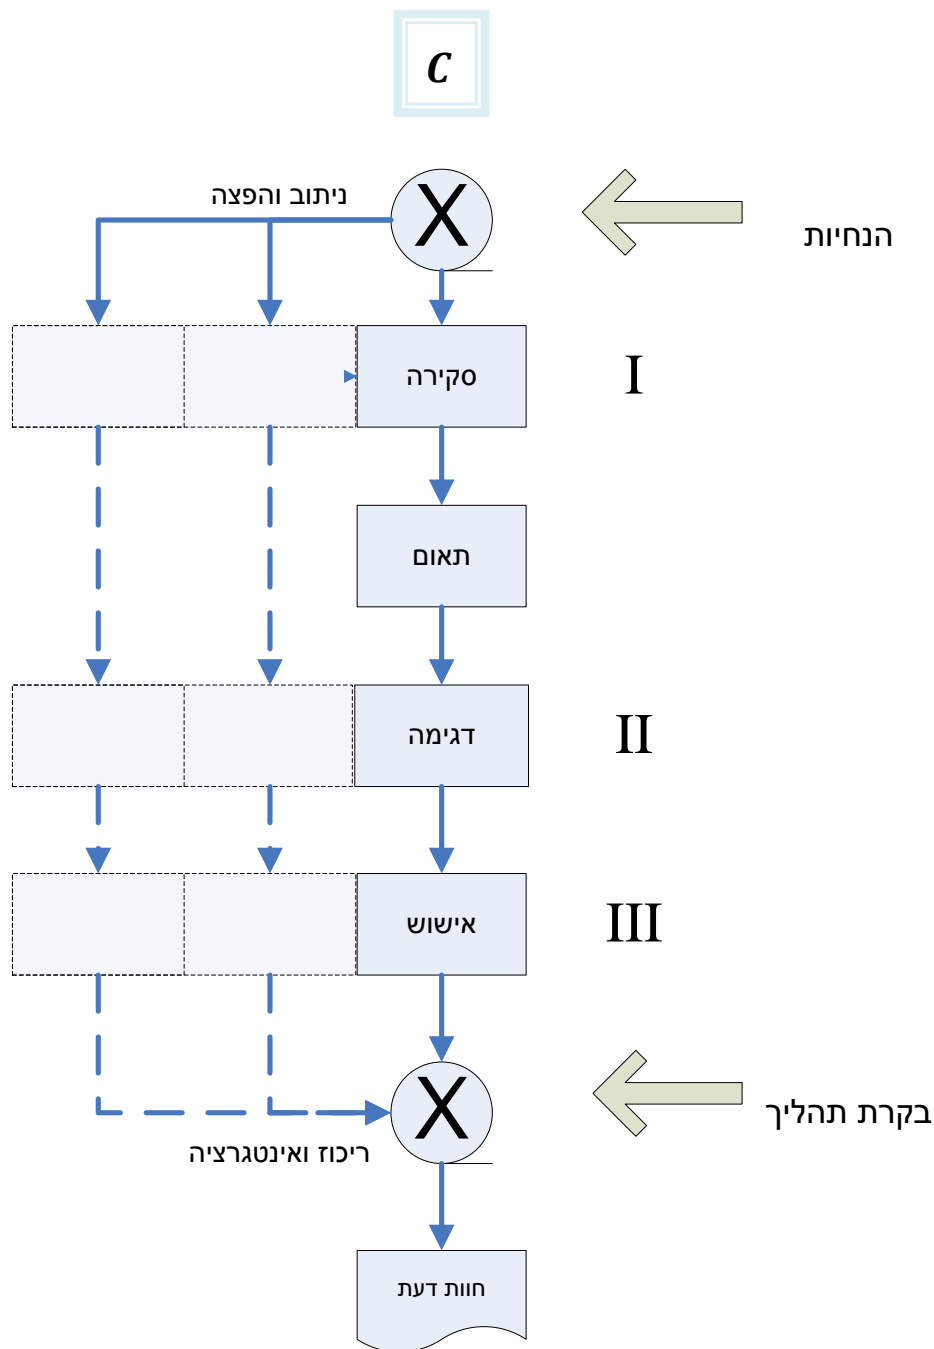 C
ניתוב והפצה
X
הנחיות
סקירה
I
תאום
דגימה
II
אישוש
III
X
בקרת תהליך
ריכוז ואינטגרציה
חוות דעת